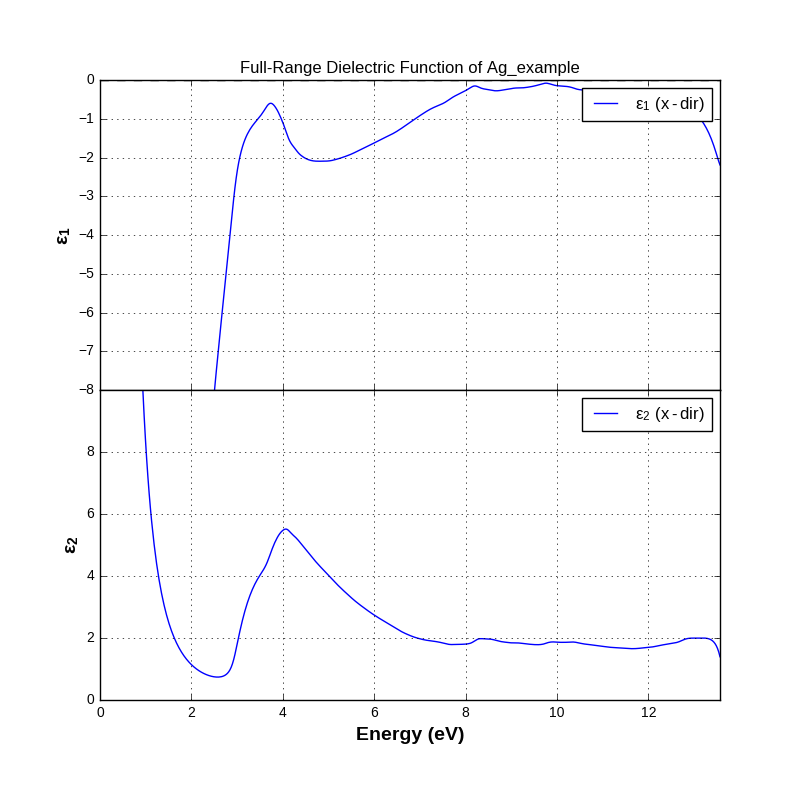 Full-Range Dielectric Function of Ag_example
0
−1
−2
−3
−4
−5
−6
−7
−8
ε1
ε1 (x-dir)
8
6
4
2
0
ε2
ε2 (x-dir)
0 2 4 6 8 10 12
Energy (eV)